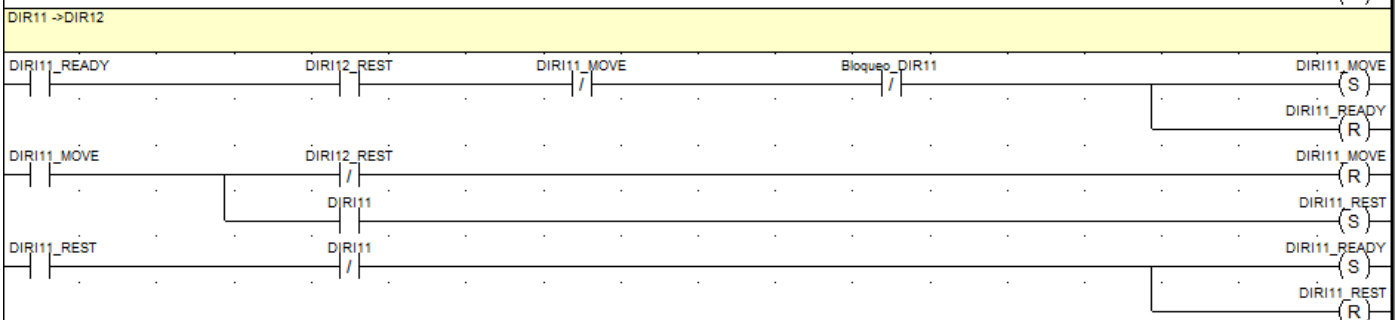 DIR11 ->DIR12
DIRI11_READY DIRI12_REST DIRI11_MOVE Bloqueo_DIR11 DIRI11_MOVE
/ / S
DIRI11_READY
R
DIRI11_MOVE DIRI12_REST DIRI11_MOVE
/ R
DIRI11 DIRI11_REST
S
DIRI11_REST DIRI11 DIRI11_READY
/ S
DIRI11_REST
R